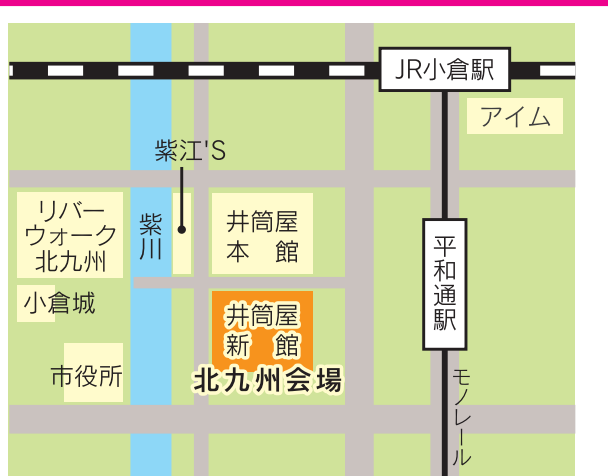 JR小倉駅
アイム
紫江'S
リバー
ウォーク
北九州
紫川
井筒屋
本　館
平和通駅
小倉城
井筒屋
新　館
北九州会場
市役所
モノレール